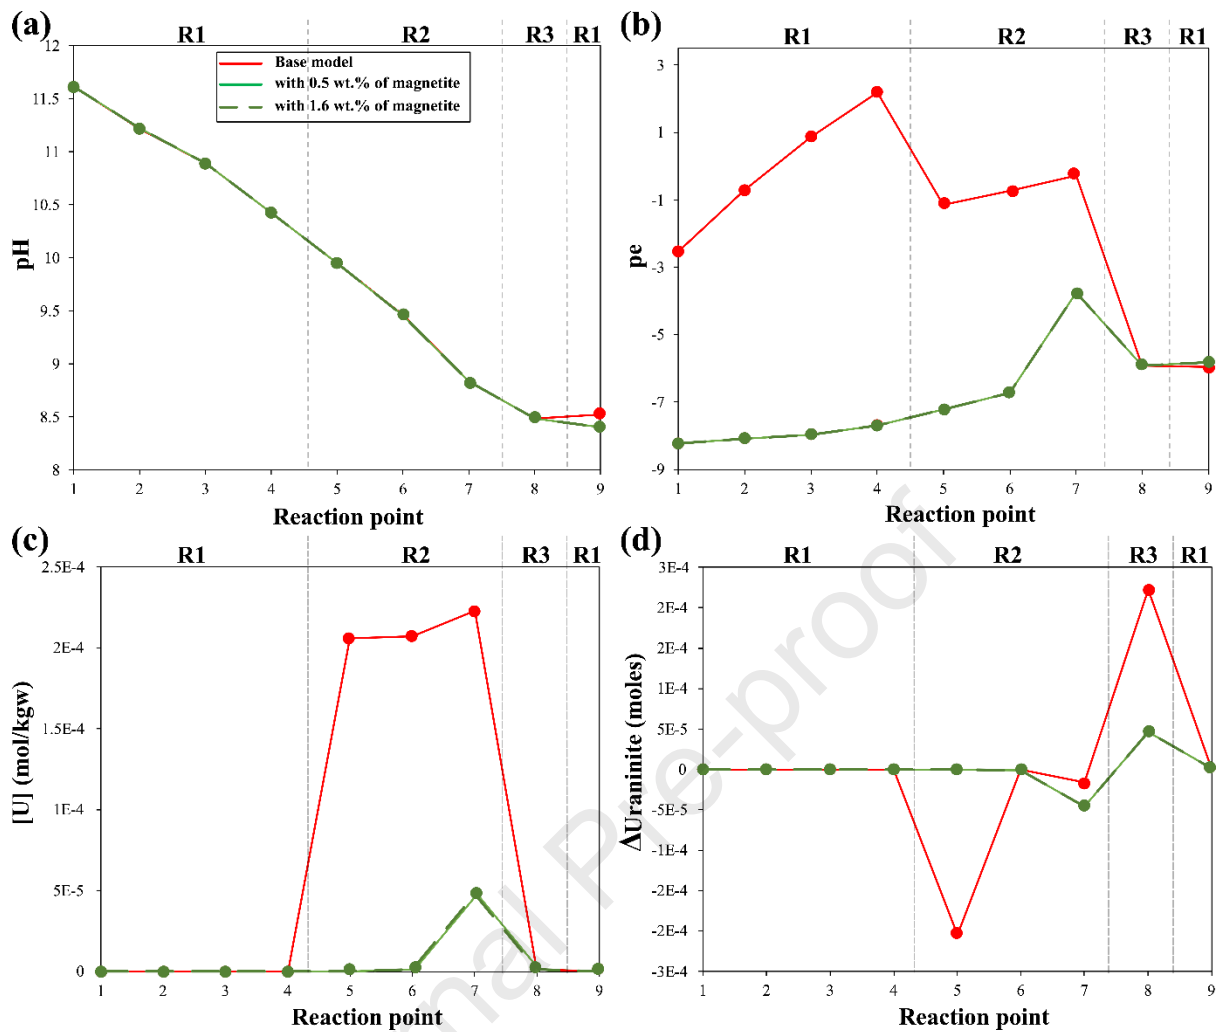 (a)
R1 R2 R3 R1
12
11.5
11
10.5
10
9.5
9
8.5
8
pH
Base model
with 0.5 wt.% of magnetite
with 1.6 wt.% of magnetite
1 2 3 4 5 6 7 8 9
Reaction point
(b)
R1 R2 R3 R1
3
1
-1
-3
-5
-7
-9
pe
1 2 3 4 5 6 7 8 9
Reaction point
(c)
R1 R2 R3 R1
2.5E-4
2E-4
1.5E-4
1E-4
5E-5
0
[U] (mol/kgw)
1 2 3 4 5 6 7 8 9
Reaction point
(d)
R1 R2 R3 R1
3E-4
2E-4
2E-4
1E-4
5E-5
0
-5E-5
-1E-4
-2E-4
-2E-4
-3E-4
ΔUraninite (moles)
1 2 3 4 5 6 7 8 9
Reaction point
nal Pre-proof